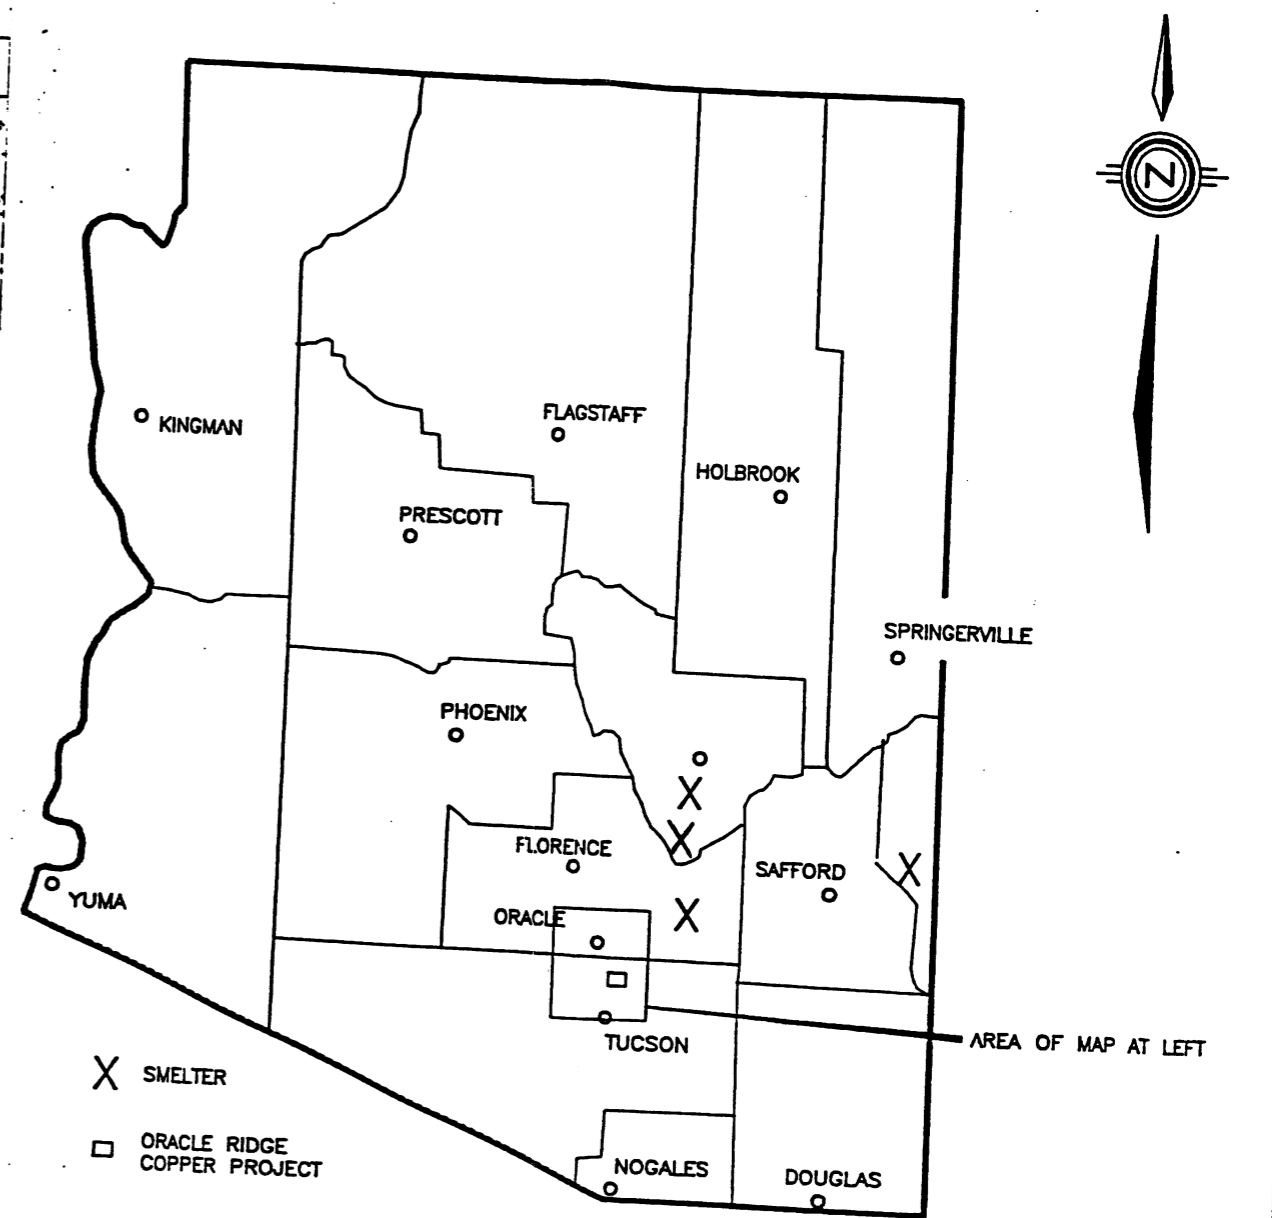 N
KINGMAN
FLAGSTAFF
HOLBROOK
PRESCOTT
SPRINGERVILLE
PHOENIX
FLORENCE
SAFFORD
YUMA
ORACLE
TUCSON
AREA OF MAP AT LEFT
X SMELTER
ORACLE RIDGE
COPPER PROJECT
NOGALES
DOUGLAS